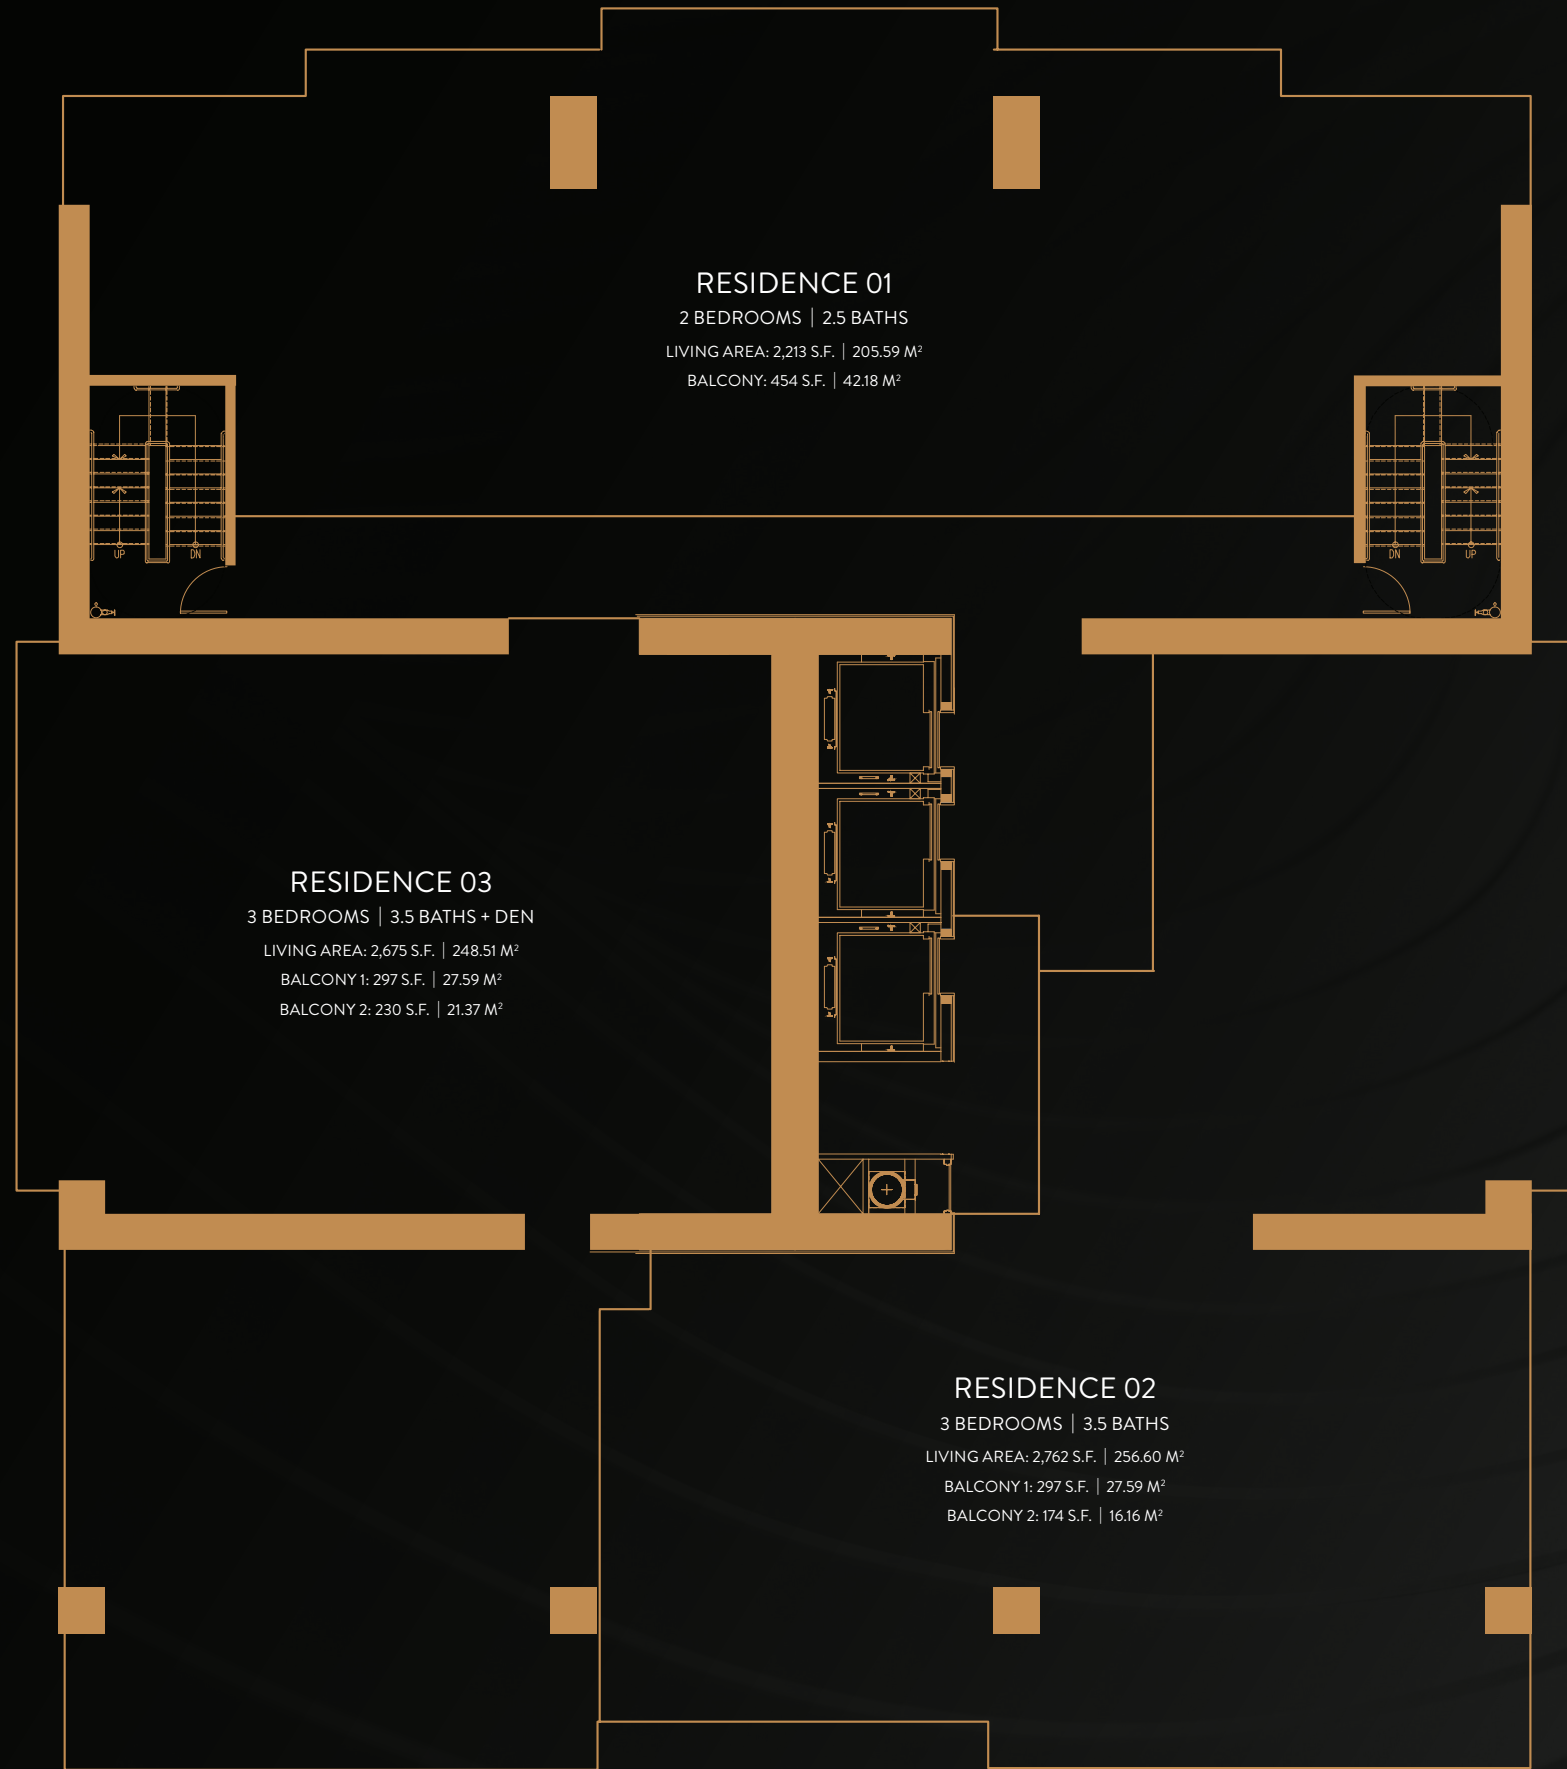 RESIDENCE 01
2 BEDROOMS | 2.5 BATHS
LIVING AREA: 2,213 S.F. | 205.59 M²
BALCONY: 454 S.F. | 42.18 M²
UP DN
DN UP
RESIDENCE 03
3 BEDROOMS | 3.5 BATHS + DEN
LIVING AREA: 2,675 S.F. | 248.51 M²
BALCONY 1: 297 S.F. | 27.59 M²
BALCONY 2: 230 S.F. | 21.37 M²
RESIDENCE 02
3 BEDROOMS | 3.5 BATHS
LIVING AREA: 2,762 S.F. | 256.60 M²
BALCONY 1: 297 S.F. | 27.59 M²
BALCONY 2: 174 S.F. | 16.16 M²